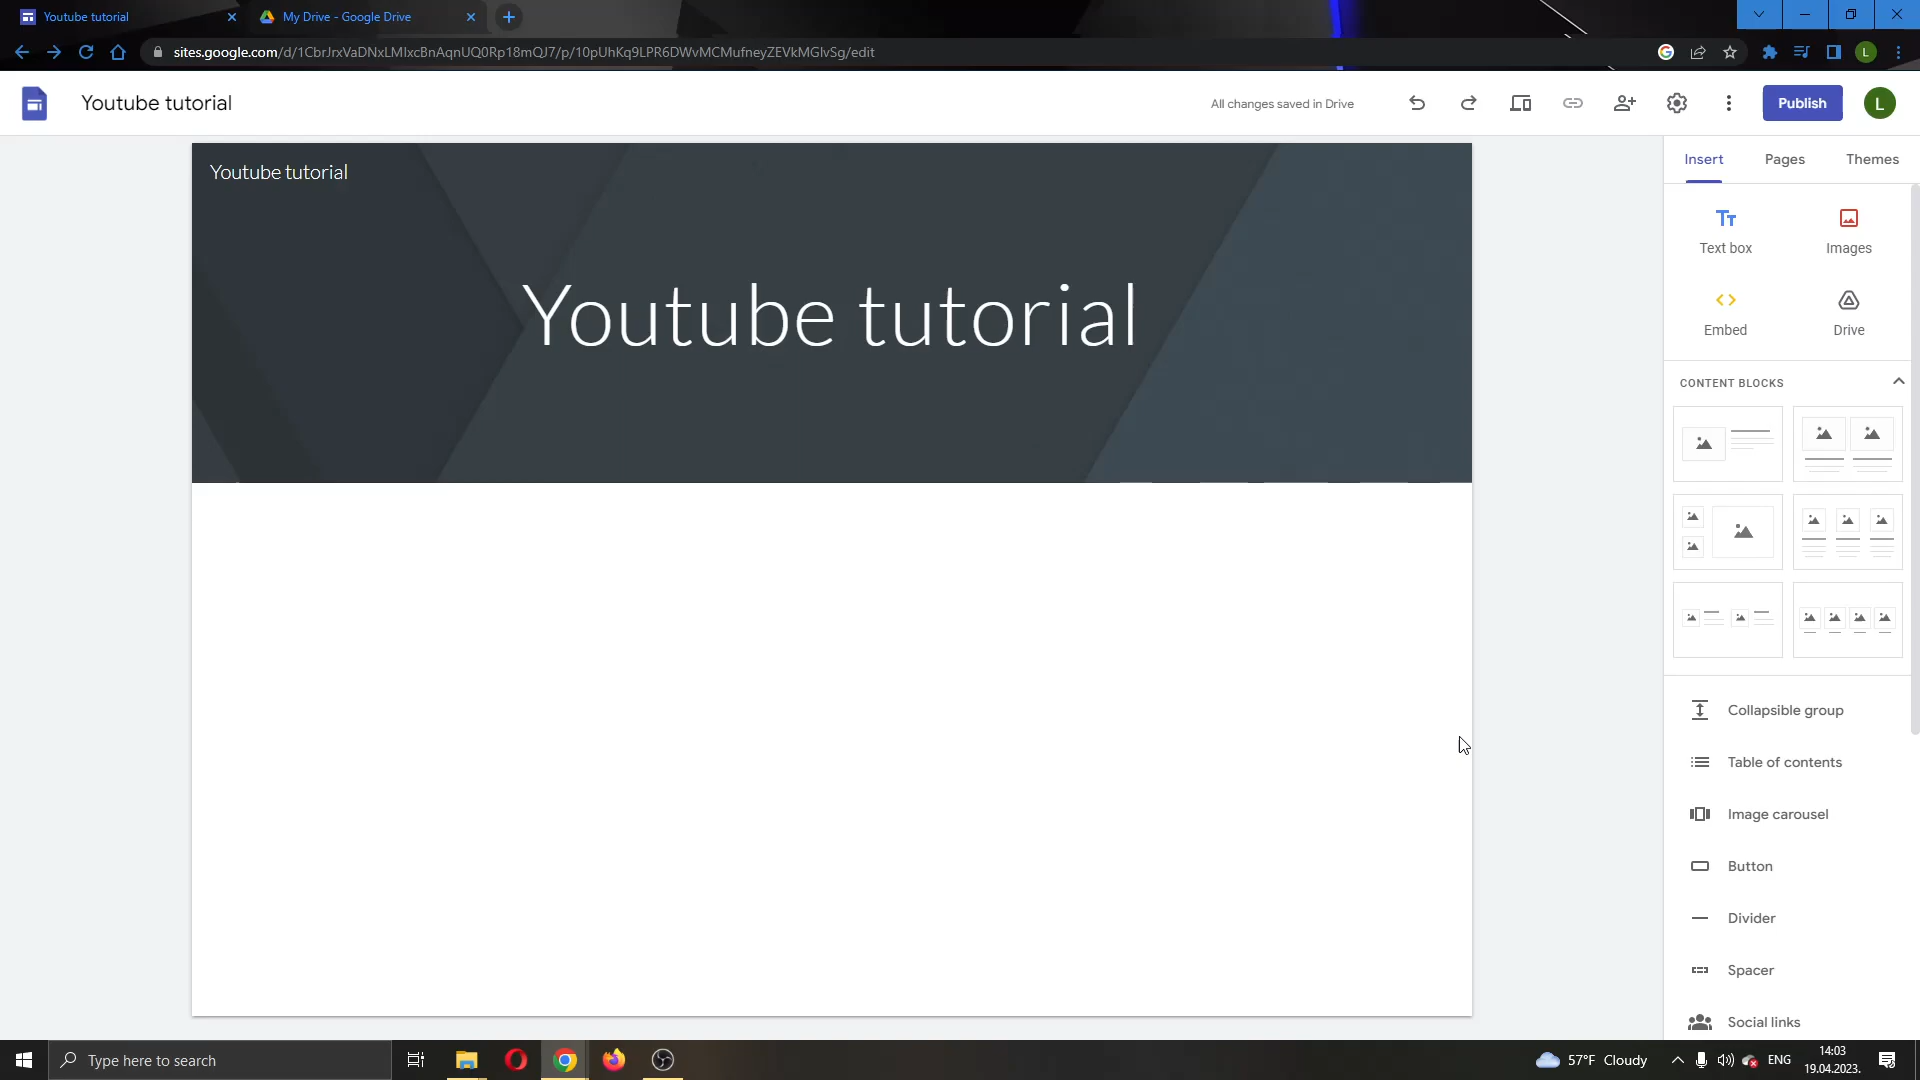 Youtube tutorial
My Drive - Google Drive
sites.google.com/d/1CbrJrxVaDNxLMIxcBnAqnUQ0Rp18mQJ7/p/10pUhKq9LPR6DWvMCMufneyZEVkMGlvSg/edit
L
Youtube tutorial
All changes saved in Drive
Publish
L
Youtube tutorial
Youtube tutorial
Insert
Pages
Themes
Text box
Images
Embed
Drive
CONTENT BLOCKS
Collapsible group
Table of contents
Image carousel
Button
Divider
Spacer
Social links
Type here to search
57°F Cloudy
ENG
14:03
19.04.2023.